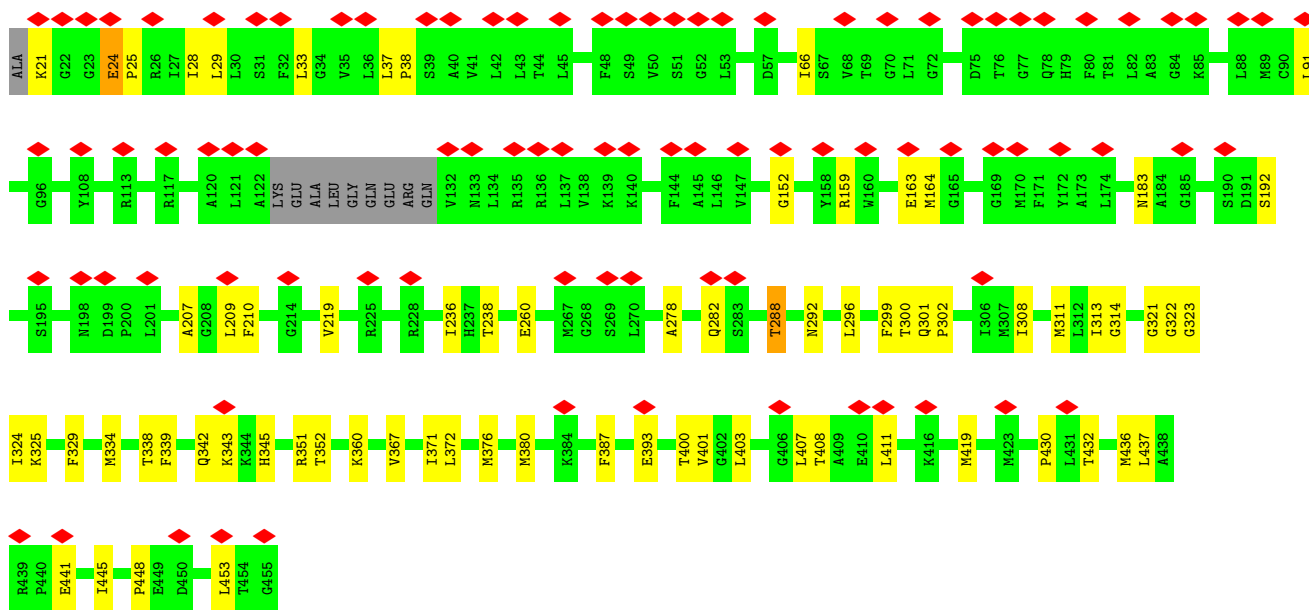 ALA K21 G22 G23 E24 P25 R26 I27 I28 L29 L30 S31 F32 L33 G34 V35 L36 L37 P38 S39 A40 V41 L42 L43 T44 L45 F48 S49 V50 S51 G52 L53 D57 I66 S67 V68 T69 G70 L71 G72 D75 T76 G77 Q78 H79 F80 T81 L82 A83 G84 K85 L88 M89 C90 L91
G96 Y108 R113 R117 A120 L121 A122 LYS GLU ALA LEU GLY GLN GLU ARG GLN V132 N133 L134 R135 R136 L137 V138 K139 K140 F144 A145 L146 V147 G152 Y158 R159 W160 E163 M164 G165 G169 M170 F171 Y172 A173 L174 N183 A184 G185 S190 D191 S192
S195 N198 D199 P200 L201 A207 G208 L209 F210 G214 V219 R225 R228 I236 H237 T238 E260 M267 G268 S269 L270 A278 Q282 S283 T288 N292 L296 F299 T300 Q301 P302 I306 M307 I308 M311 L312 I313 G314 G321 G322 G323
I324 K325 F329 M334 T338 F339 Q342 K343 K344 H345 R351 T352 K360 V367 I371 L372 M376 M380 K384 F387 E393 T400 V401 G402 L403 G406 L407 T408 A409 E410 L411 K416 M419 M423 P430 L431 T432 M436 L437 A438
R439 P440 E441 I445 P448 E449 D450 L453 T454 G455